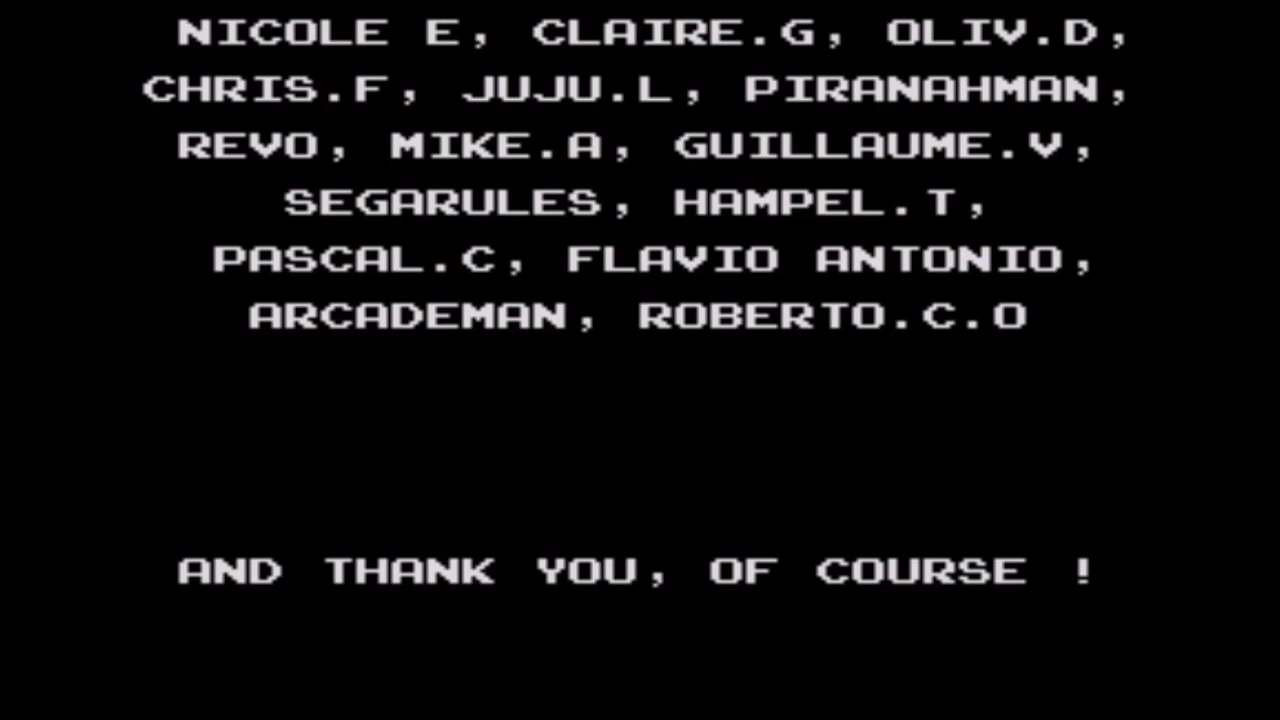 NICOLE E, CLAIRE.G, OLIV.D,
CHRIS.F, JUJU.L, PIRANAHMAN,
REVO, MIKE.A, GUILLAUME.V,
SEGARULES, HAMPEL.T,
PASCAL.C, FLAVIO ANTONIO,
ARCADEMAN, ROBERTO.C.O
AND THANK YOU, OF COURSE !